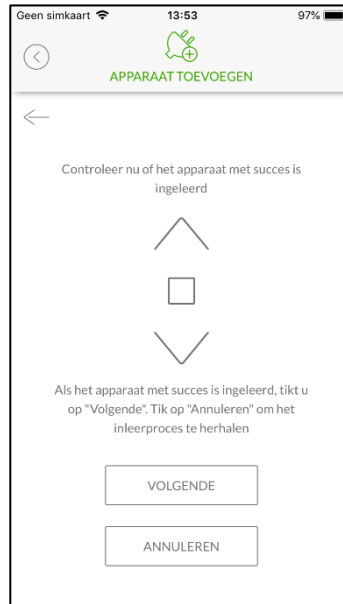 Geen simkaart 13:53 97%
APPARAAT TOEVOEGEN
Controleer nu of het apparaat met succes is
ingeleerd
Als het apparaat met succes is ingeleerd, tikt u
op "Volgende". Tik op "Annuleren" om het
inleerproces te herhalen
VOLGENDE
ANNULEREN